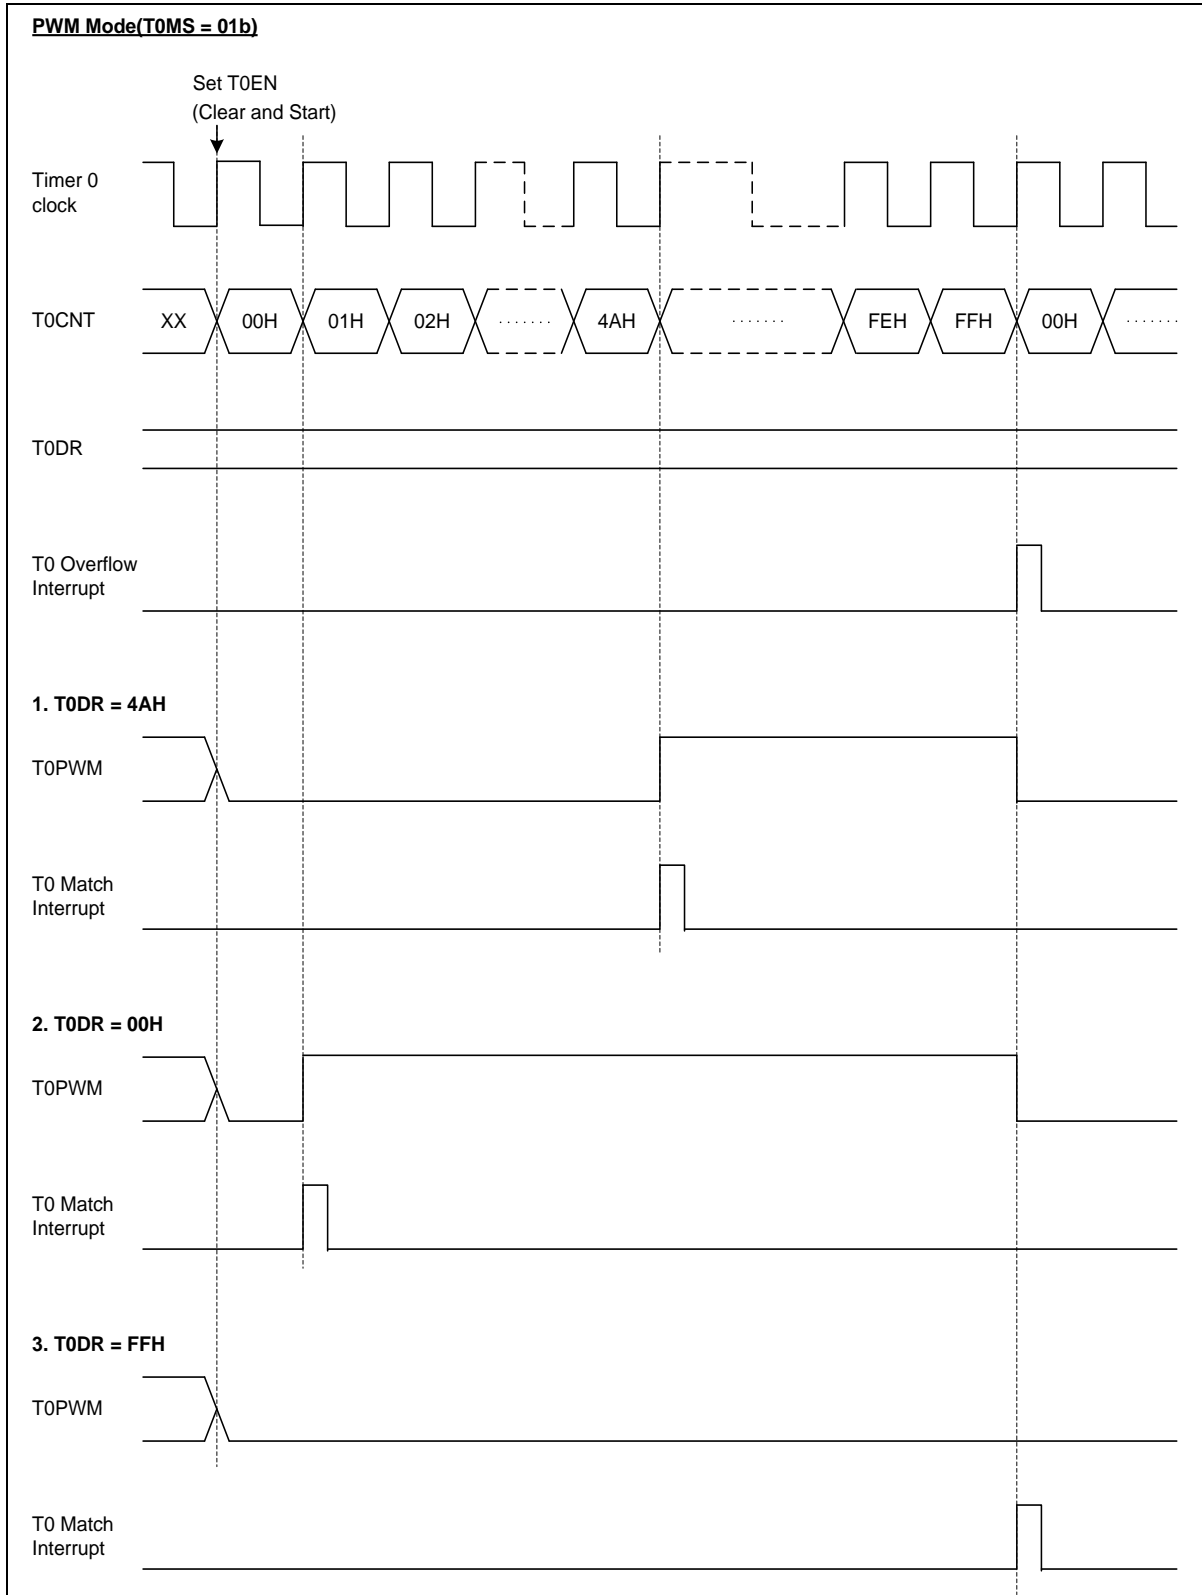 PWM Mode(T0MS = 01b)
Set T0EN
(Clear and Start)
Timer 0
clock
T0CNT XX 00H 01H 02H ....... 4AH ....... FEH FFH 00H .......
T0DR
T0 Overflow
Interrupt
1. T0DR = 4AH
T0PWM
T0 Match
Interrupt
2. T0DR = 00H
T0PWM
T0 Match
Interrupt
3. T0DR = FFH
T0PWM
T0 Match
Interrupt